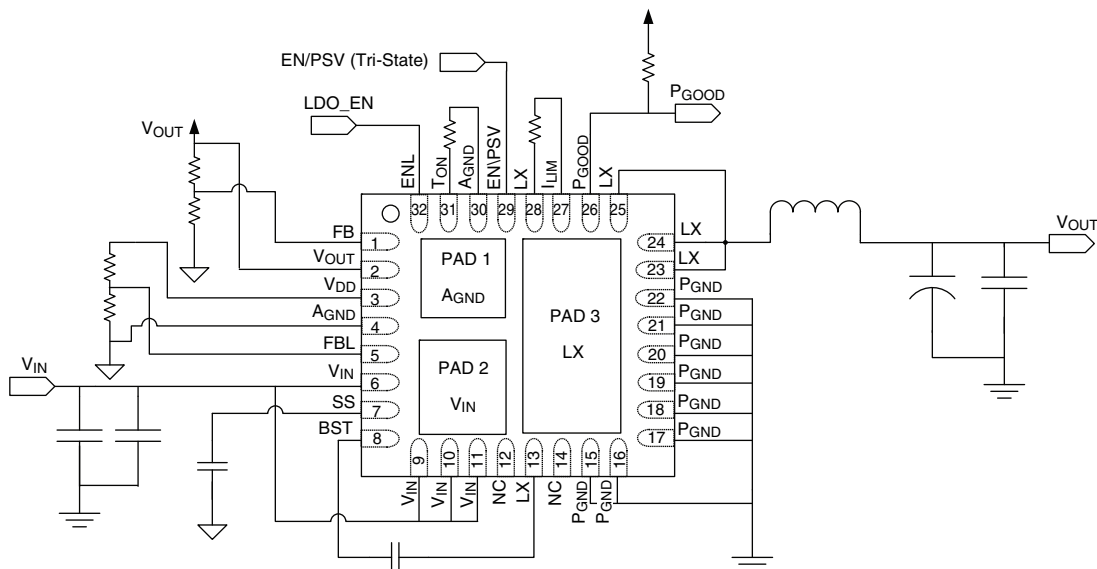 EN/PSV (Tri-State)
PGOOD
LDO_EN
VOUT
ENL
TON
AGND
EN\PSV
LX
ILIM
PGOOD
LX
32
31
30
29
28
27
26
25
FB
1
VOUT
2
VDD
3
AGND
4
FBL
5
VIN
VIN
6
SS
7
BST
8
PAD 1
AGND
PAD 2
VIN
PAD 3
LX
24
LX
23
LX
22
PGND
21
PGND
20
PGND
19
PGND
18
PGND
17
PGND
VOUT
9
10
11
12
13
14
15
16
VIN
VIN
VIN
NC
LX
NC
PGND
PGND